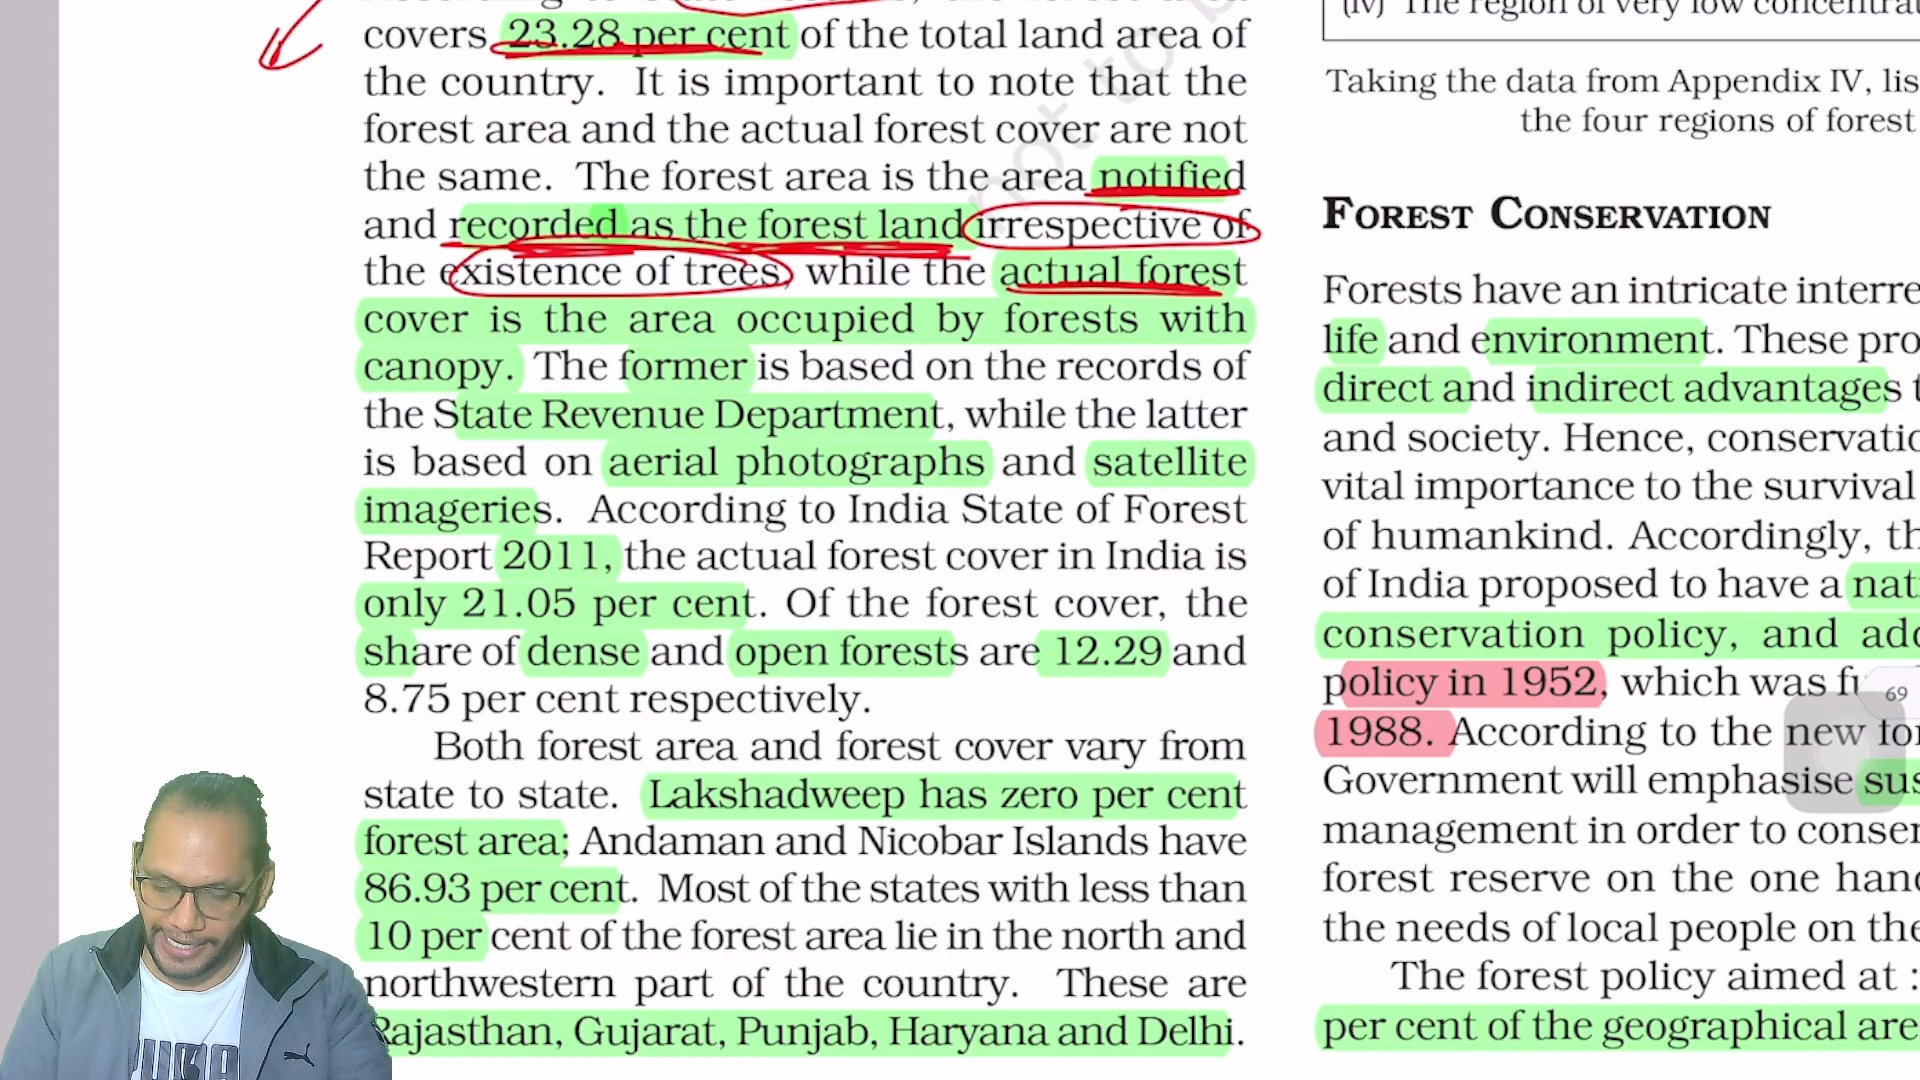 covers 23.28 per cent of the total land area of
the country. It is important to note that the
forest area and the actual forest cover are not
the same. The forest area is the area notified
and recorded as the forest land irrespective of
the existence of trees, while the actual forest
cover is the area occupied by forests with
canopy. The former is based on the records of
the State Revenue Department, while the latter
is based on aerial photographs and satellite
imageries. According to India State of Forest
Report 2011, the actual forest cover in India is
only 21.05 per cent. Of the forest cover, the
share of dense and open forests are 12.29 and
8.75 per cent respectively.
Both forest area and forest cover vary from
state to state. Lakshadweep has zero per cent
forest area; Andaman and Nicobar Islands have
86.93 per cent. Most of the states with less than
10 per cent of the forest area lie in the north and
northwestern part of the country. These are
Rajasthan, Gujarat, Punjab, Haryana and Delhi.
(iv) The region of very low
Taking the data from Appendix IV,
the four regions of forest
FOREST CONSERVATION
Forests have an intricate
life and environment. These
direct and indirect advantages
and society. Hence,
vital importance to the survival
of humankind. Accordingly,
of India proposed to have a
conservation policy, and
policy in 1952, which was
69
1988. According to the new
Government will emphasise
management in order to
forest reserve on the one
the needs of local people on
The forest policy aimed at :
per cent of the geographical
not to
PUMA